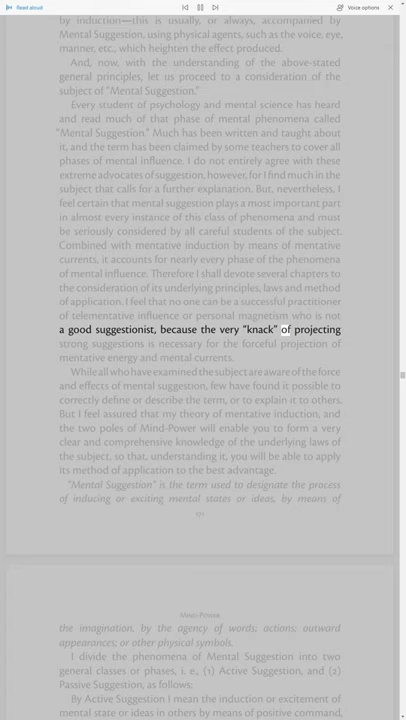 Read aloud
Voice options
by induction—this is usually, or always, accompanied by
Mental Suggestion, using physical agents, such as the voice, eye,
manner, etc., which heighten the effect produced.
And, now, with the understanding of the above-stated
general principles, let us proceed to a consideration of the
subject of "Mental Suggestion."
Every student of psychology and mental science has heard
and read much of that phase of mental phenomena called
"Mental Suggestion." Much has been written and taught about
it, and the term has been claimed by some teachers to cover all
phases of mental influence. I do not entirely agree with these
extreme advocates of suggestion, however, for I find much in the
subject that calls for a further explanation. But, nevertheless, I
feel certain that mental suggestion plays a most important part
in almost every instance of this class of phenomena and must
be seriously considered by all careful students of the subject.
Combined with mentative induction by means of mentative
currents, it accounts for nearly every phase of the phenomena
of mental influence. Therefore I shall devote several chapters to
the consideration of its underlying principles, laws and method
of application. I feel that no one can be a successful practitioner
of telementative influence or personal magnetism who is not
a good suggestionist, because the very "knack" of projecting
strong suggestions is necessary for the forceful projection of
mentative energy and mental currents.
While all who have examined the subject are aware of the force
and effects of mental suggestion, few have found it possible to
correctly define or describe the term, or to explain it to others.
But I feel assured that my theory of mentative induction, and
the two poles of Mind-Power will enable you to form a very
clear and comprehensive knowledge of the underlying laws of
the subject, so that, understanding it, you will be able to apply
its method of application to the best advantage.
"Mental Suggestion" is the term used to designate the process
of inducing or exciting mental states or ideas, by means of
Mind-Power
the imagination, by the agency of words; actions; outward
appearances; or other physical symbols.
I divide the phenomena of Mental Suggestion into two
general classes or phases, i. e., (1) Active Suggestion, and (2)
Passive Suggestion, as follows:
By Active Suggestion I mean the induction or excitement of
mental state or ideas in others by means of positive command,